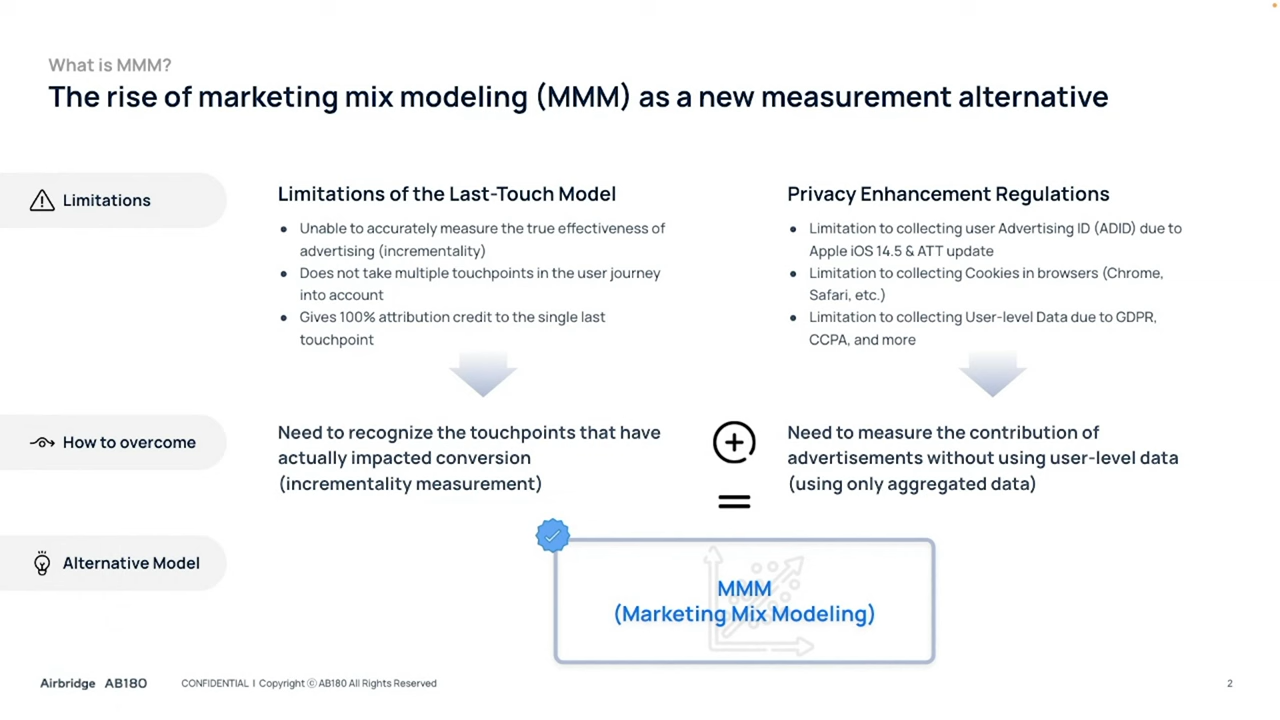 What is MMM?
The rise of marketing mix modeling (MMM) as a new measurement alternative
Limitations
Limitations of the Last-Touch Model
● Unable to accurately measure the true effectiveness of
advertising (incrementality)
● Does not take multiple touchpoints in the user journey
into account
● Gives 100% attribution credit to the single last
touchpoint
Privacy Enhancement Regulations
● Limitation to collecting user Advertising ID (ADID) due to
Apple iOS 14.5 & ATT update
● Limitation to collecting Cookies in browsers (Chrome,
Safari, etc.)
● Limitation to collecting User-level Data due to GDPR,
CCPA, and more
How to overcome
Need to recognize the touchpoints that have
actually impacted conversion
(incrementality measurement)
+
=
Need to measure the contribution of
advertisements without using user-level data
(using only aggregated data)
Alternative Model
MMM
(Marketing Mix Modeling)
Airbridge AB180 CONFIDENTIAL | Copyright ⓒ AB180 All Rights Reserved
2